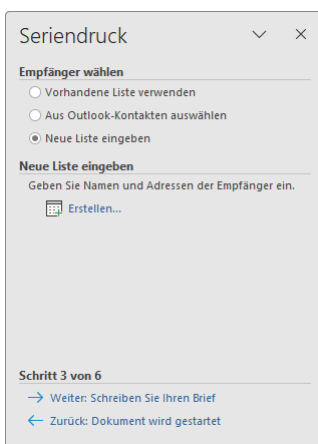 Seriendruck
Empfänger wählen
Vorhandene Liste verwenden
Aus Outlook-Kontakten auswählen
Neue Liste eingeben
Neue Liste eingeben
Geben Sie Namen und Adressen der Empfänger ein.
Erstellen...
Schritt 3 von 6
Weiter: Schreiben Sie Ihren Brief
Zurück: Dokument wird gestartet